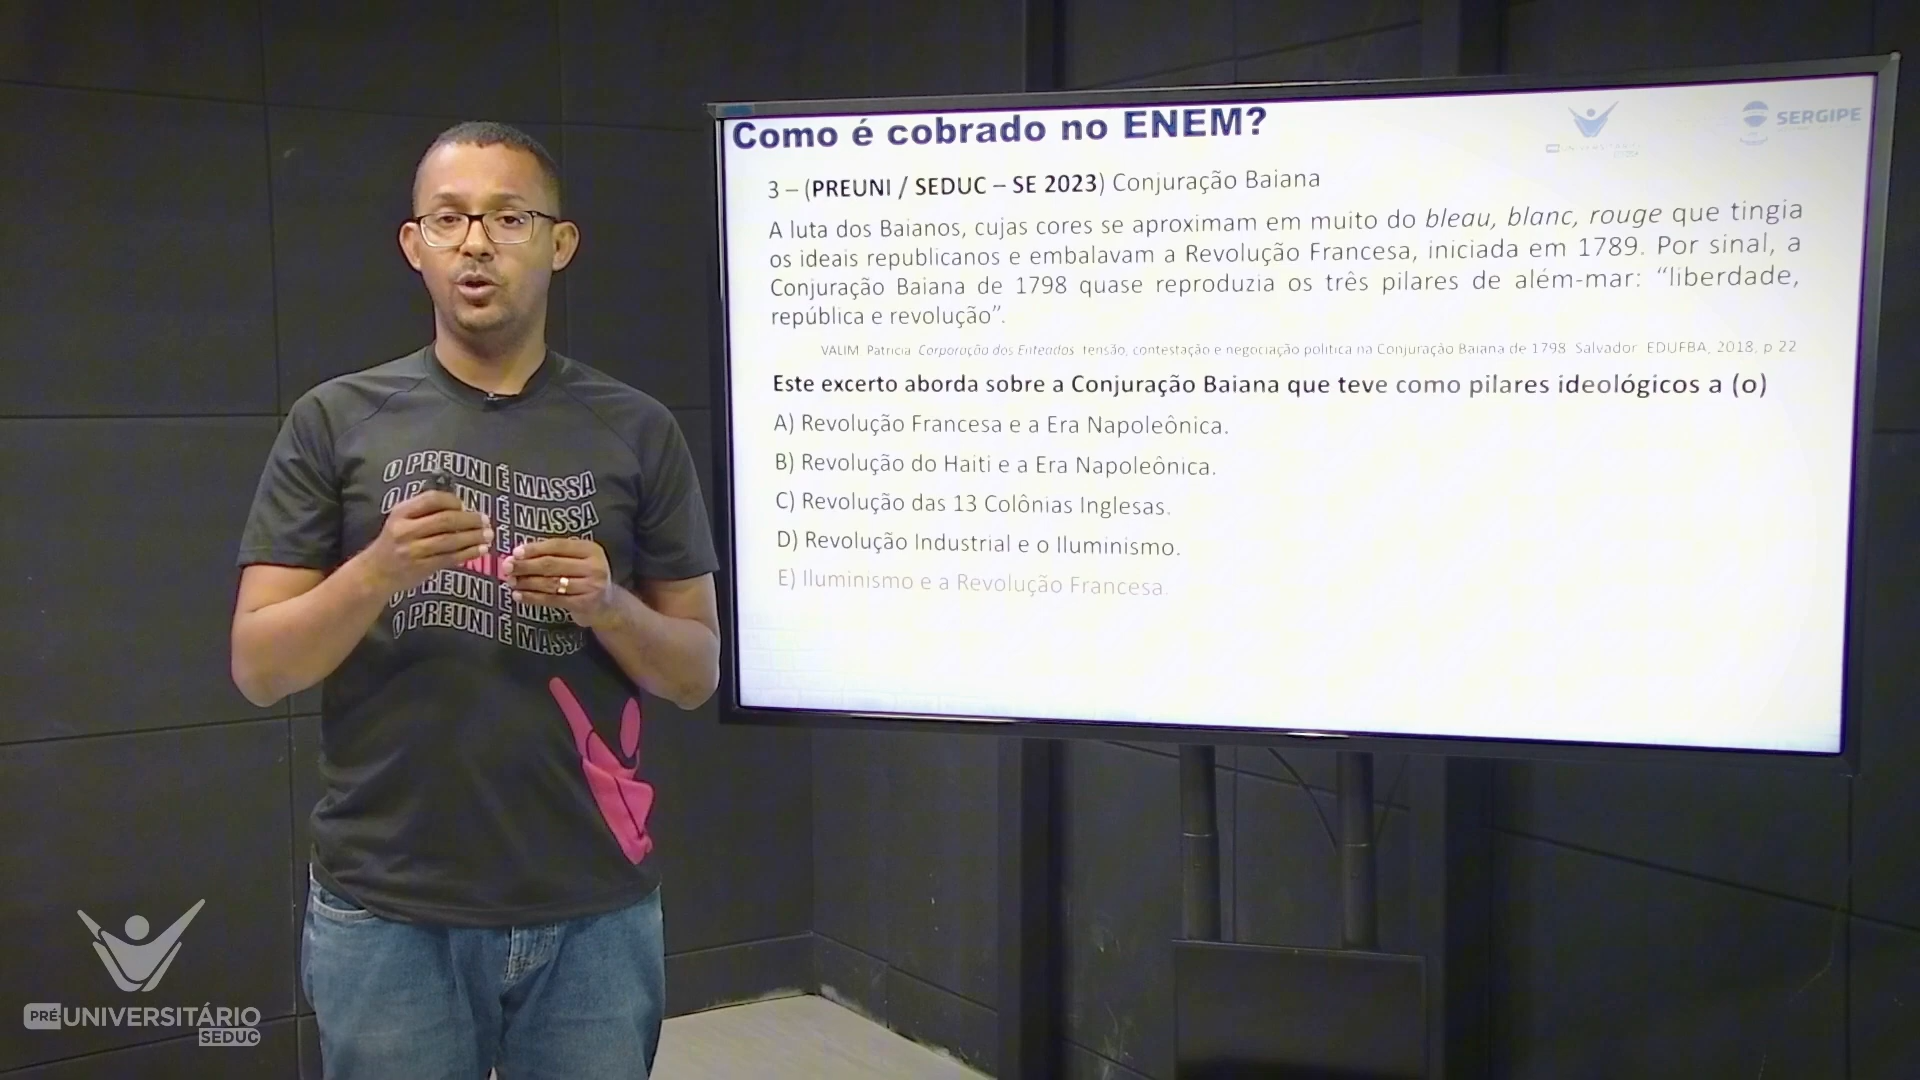 Como é cobrado no ENEM?
SERGIPE
3 – (PREUNI / SEDUC – SE 2023) Conjuração Baiana
A luta dos Baianos, cujas cores se aproximam em muito do bleau, blanc, rouge que tingia
os ideais republicanos e embalavam a Revolução Francesa, iniciada em 1789. Por sinal, a
Conjuração Baiana de 1798 quase reproduzia os três pilares de além-mar: “liberdade,
república e revolução”.
VALIM Patricia Corporação dos Enteados tensão, contestação e negociação política na Conjuração Baiana de 1798 Salvador EDUFBA, 2018, p 22
Este excerto aborda sobre a Conjuração Baiana que teve como pilares ideológicos a (o)
A) Revolução Francesa e a Era Napoleônica.
B) Revolução do Haiti e a Era Napoleônica.
C) Revolução das 13 Colônias Inglesas.
D) Revolução Industrial e o Iluminismo.
E) Iluminismo e a Revolução Francesa.
O PREUNI É MASSA
O PREUNI É MASSA
O PREUNI É MASSA
PRÉ-UNIVERSITÁRIO
SEDUC